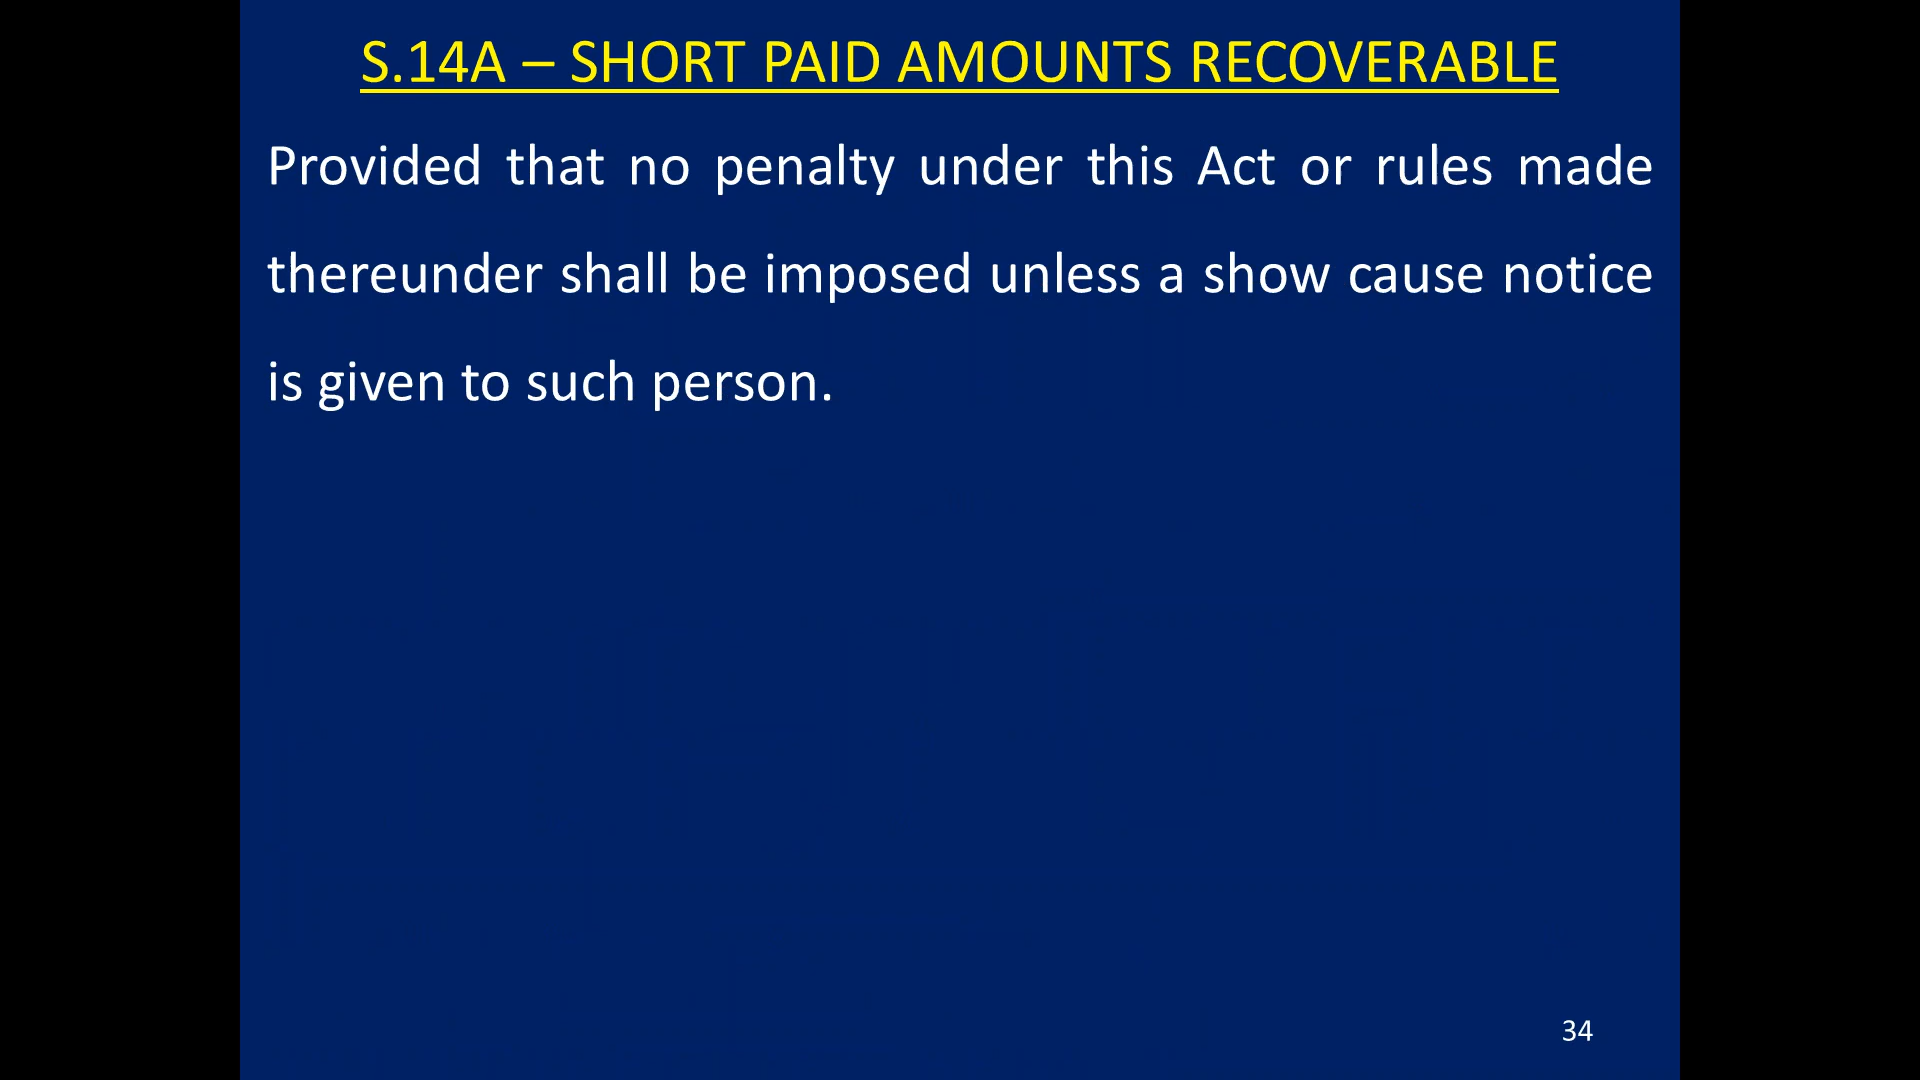 S.14A – SHORT PAID AMOUNTS RECOVERABLE
Provided that no penalty under this Act or rules made
thereunder shall be imposed unless a show cause notice
is given to such person.
34